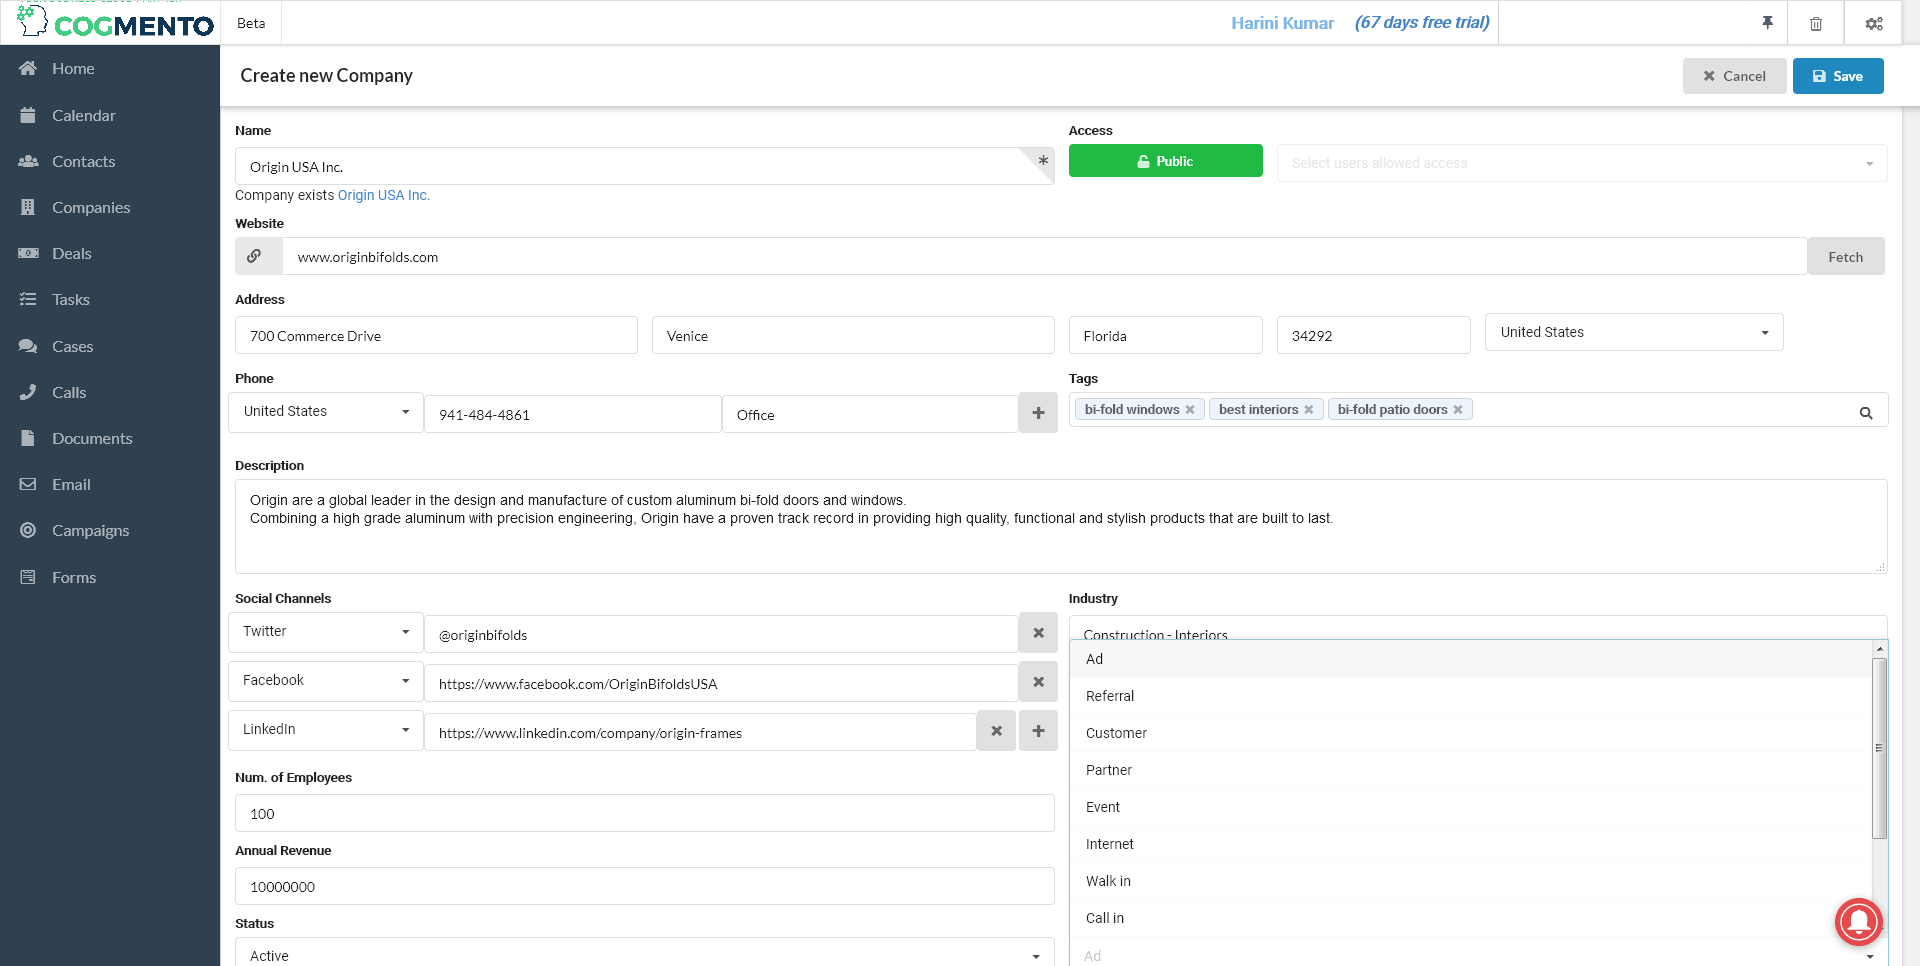 COGMENTO
Beta
Harini Kumar (67 days free trial)
Home
Calendar
Contacts
Companies
Deals
Tasks
Cases
Calls
Documents
Email
Campaigns
Forms
Create new Company
Cancel
Save
Name
Origin USA Inc.
*
Company exists Origin USA Inc.
Access
Public
Select users allowed access
Website
www.originbifolds.com
Fetch
Address
700 Commerce Drive
Venice
Florida
34292
United States
Phone
United States
941-484-4861
Office
Tags
bi-fold windows
best interiors
bi-fold patio doors
Description
Origin are a global leader in the design and manufacture of custom aluminum bi-fold doors and windows.
Combining a high grade aluminum with precision engineering, Origin have a proven track record in providing high quality, functional and stylish products that are built to last.
Social Channels
Twitter
@originbifolds
Facebook
https://www.facebook.com/OriginBifoldsUSA
LinkedIn
https://www.linkedin.com/company/origin-frames
Industry
Construction - Interiors
Ad
Referral
Customer
Partner
Event
Internet
Walk in
Call in
Ad
Num. of Employees
100
Annual Revenue
10000000
Status
Active